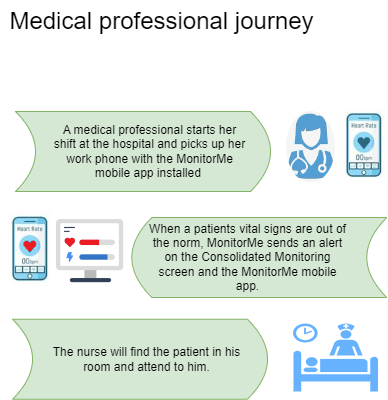 Medical professional journey
A medical professional starts her
shift at the hospital and picks up her
work phone with the MonitorMe
mobile app installed
Heart Rate
00bpm
Heart Rate
00bpm
When a patients vital signs are out of
the norm, MonitorMe sends an alert
on the Consolidated Monitoring
screen and the MonitorMe mobile
app.
The nurse will find the patient in his
room and attend to him.